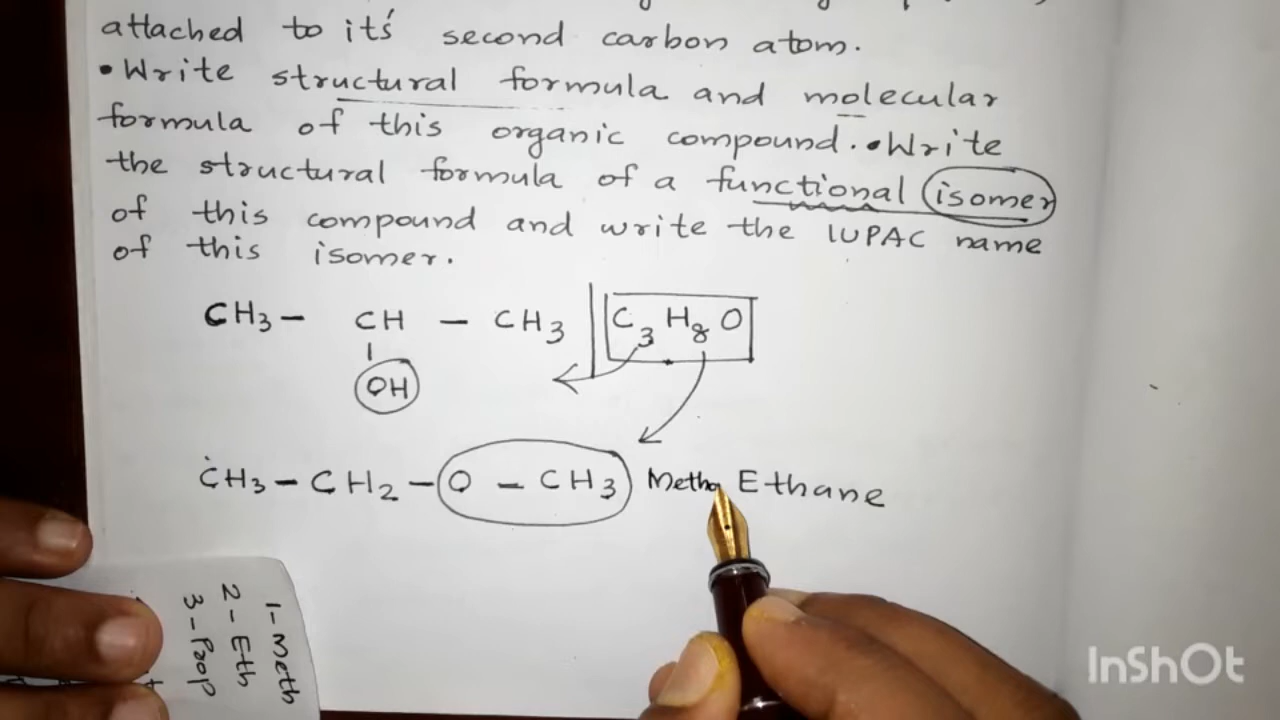 attached to it's second carbon atom.
• Write structural formula and molecular
formula of this organic compound. • Write
the structural formula of a functional isomer
of this compound and write the IUPAC name
of this isomer.
CH3 - CH - CH3 C3H8O
OH
CH3 - CH2 - O - CH3 Metho Ethane
1 - Meth
2 - Eth
3 - Prop
InShOt